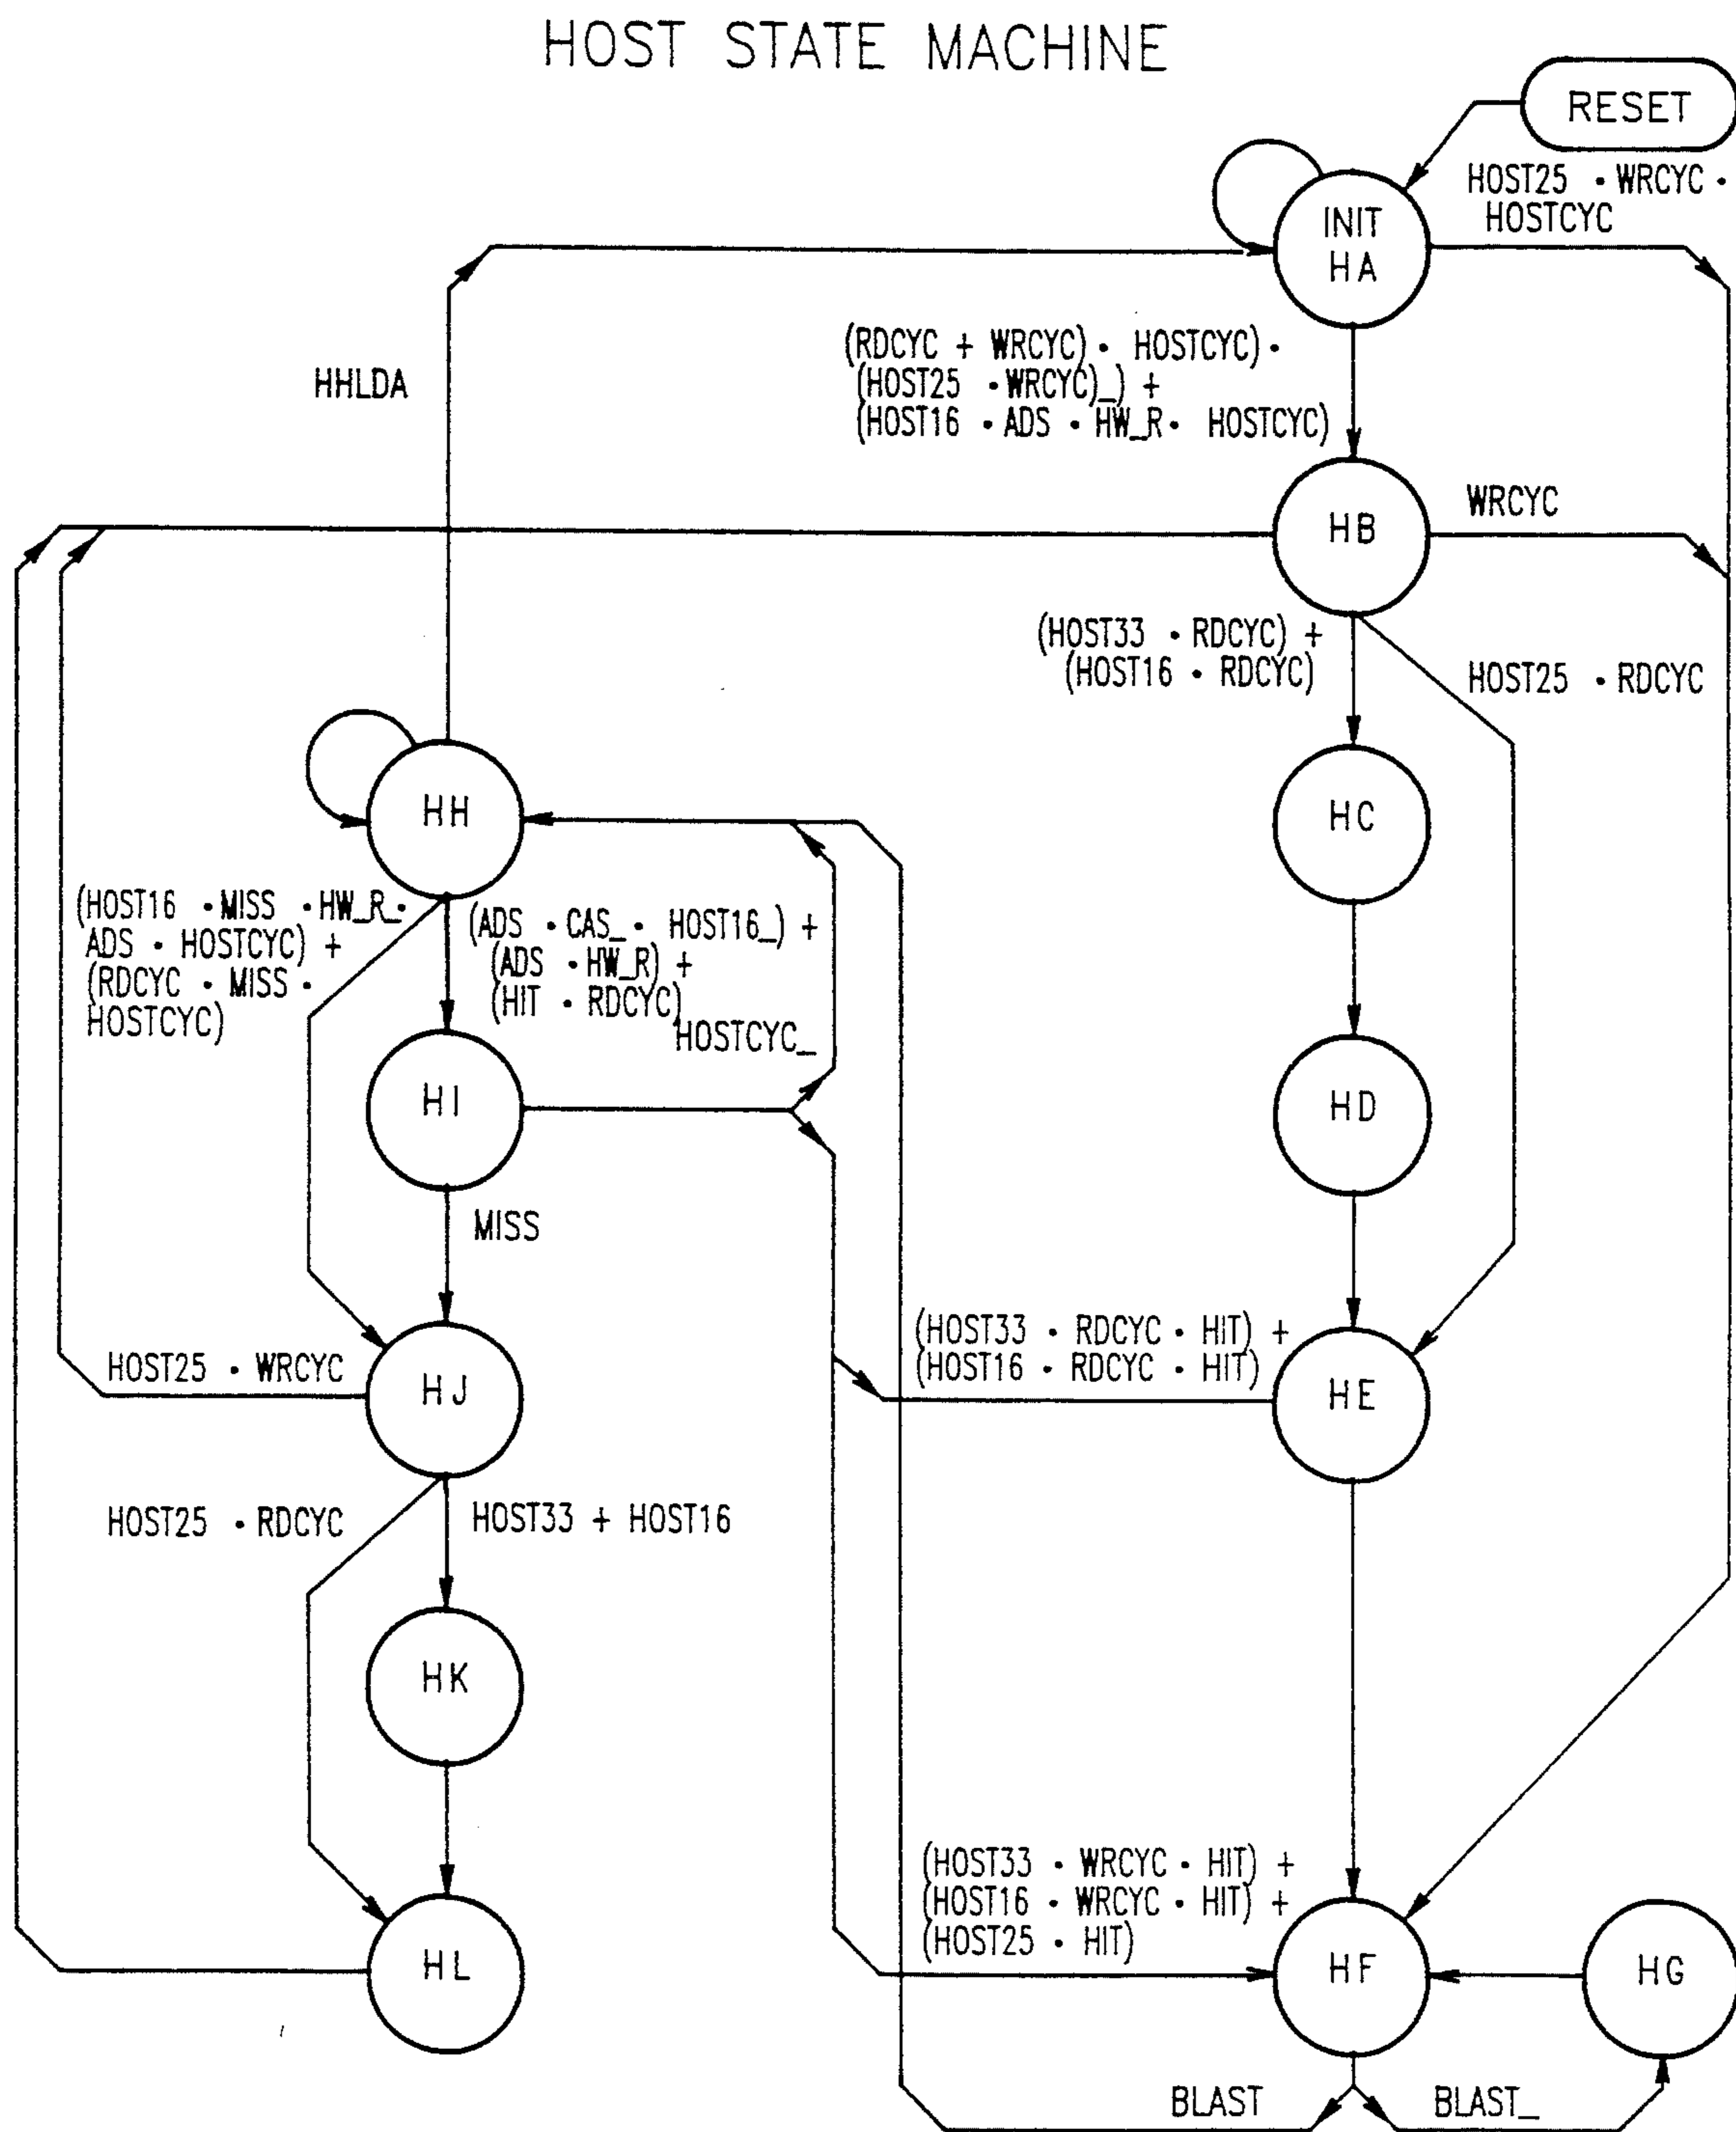 HOST STATE MACHINE
RESET
HOST25 • WRCYC •
HOSTCYC
INIT
HA
(RDCYC + WRCYC) • HOSTCYC) •
(HOST25 • WRCYC)_) +
(HOST16 • ADS • HW_R • HOSTCYC)
HHLDA
HB
WRCYC
(HOST33 • RDCYC) +
(HOST16 • RDCYC)
HOST25 • RDCYC
HH
HC
(HOST16 • MISS • HW_R_ •
ADS • HOSTCYC) +
(RDCYC • MISS •
HOSTCYC)
(ADS • CAS_ • HOST16_) +
(ADS • HW_R) +
(HIT • RDCYC)
HOSTCYC_
HI
HD
MISS
(HOST33 • RDCYC • HIT) +
(HOST16 • RDCYC • HIT)
HOST25 • WRCYC
HJ
HE
HOST25 • RDCYC
HOST33 + HOST16
HK
(HOST33 • WRCYC • HIT) +
(HOST16 • WRCYC • HIT) +
(HOST25 • HIT)
HL
HF
HG
BLAST
BLAST_